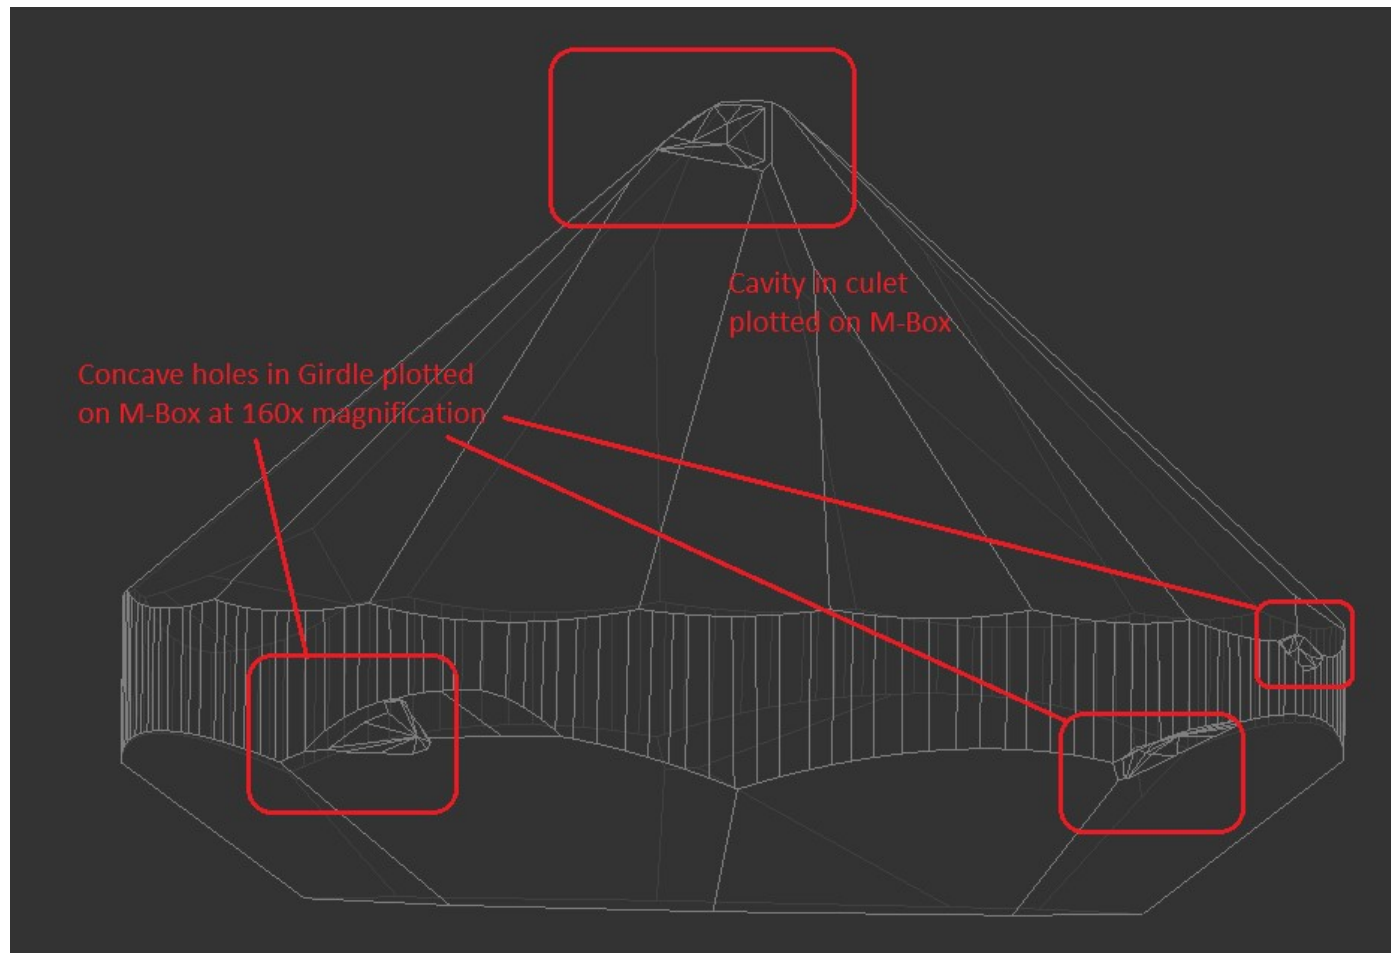 Cavity in culet
plotted on M-Box
Concave holes in Girdle plotted
on M-Box at 160x magnification